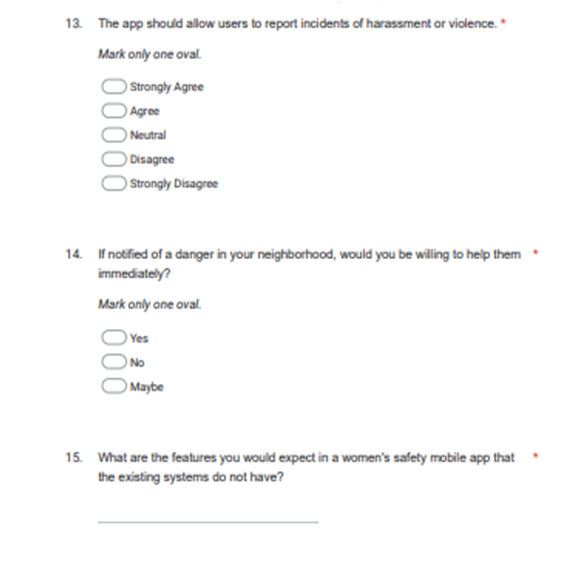 13. The app should allow users to report incidents of harassment or violence. *
Mark only one oval.
Strongly Agree
Agree
Neutral
Disagree
Strongly Disagree
14. If notified of a danger in your neighborhood, would you be willing to help them *
immediately?
Mark only one oval.
Yes
No
Maybe
15. What are the features you would expect in a women's safety mobile app that *
the existing systems do not have?